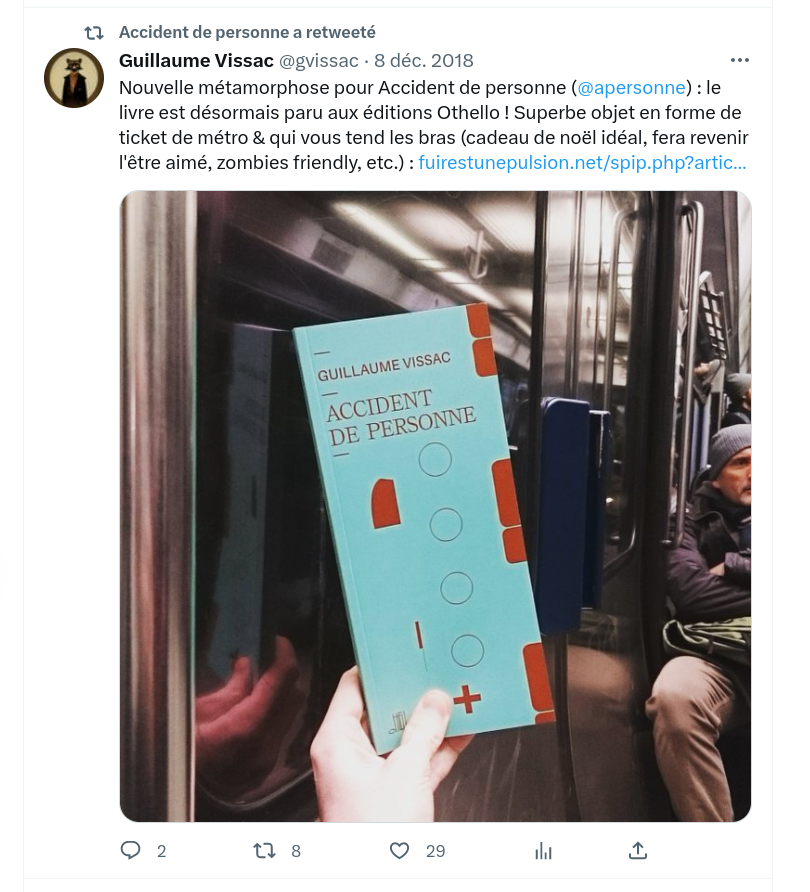 Accident de personne a retweeté
Guillaume Vissac @gvissac · 8 déc. 2018
Nouvelle métamorphose pour Accident de personne (@apersonne) : le
livre est désormais paru aux éditions Othello ! Superbe objet en forme de
ticket de métro & qui vous tend les bras (cadeau de noël idéal, fera revenir
l'être aimé, zombies friendly, etc.) : fuirestunepulsion.net/spip.php?artic...
GUILLAUME VISSAC
ACCIDENT
DE PERSONNE
2 8 29